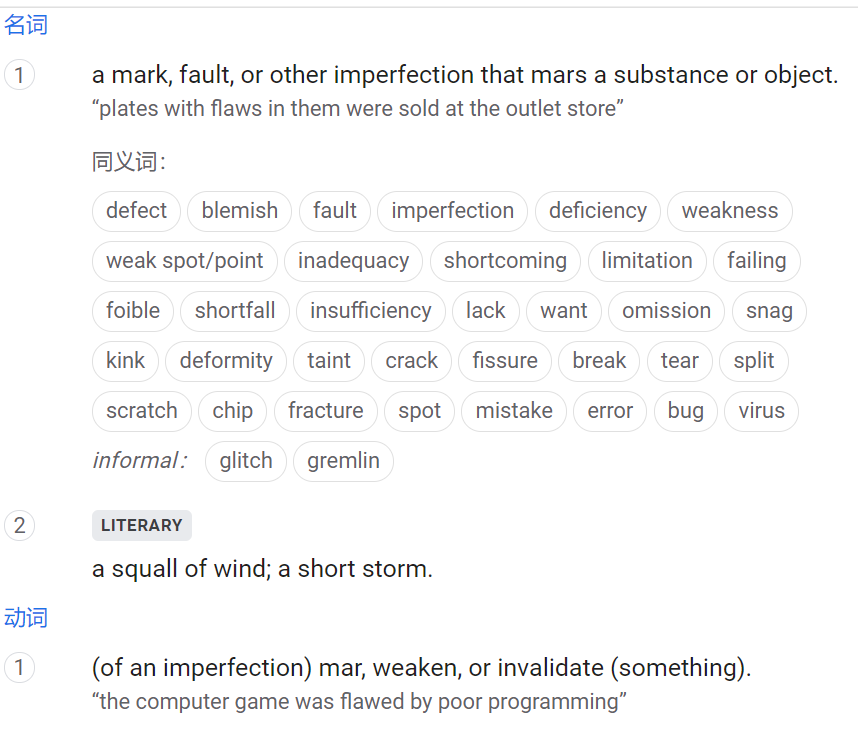 名词
1
a mark, fault, or other imperfection that mars a substance or object.
“plates with flaws in them were sold at the outlet store”
同义词：
defect blemish fault imperfection deficiency weakness
weak spot/point inadequacy shortcoming limitation failing
foible shortfall insufficiency lack want omission snag
kink deformity taint crack fissure break tear split
scratch chip fracture spot mistake error bug virus
informal： glitch gremlin
2
LITERARY
a squall of wind; a short storm.
动词
1
(of an imperfection) mar, weaken, or invalidate (something).
“the computer game was flawed by poor programming”